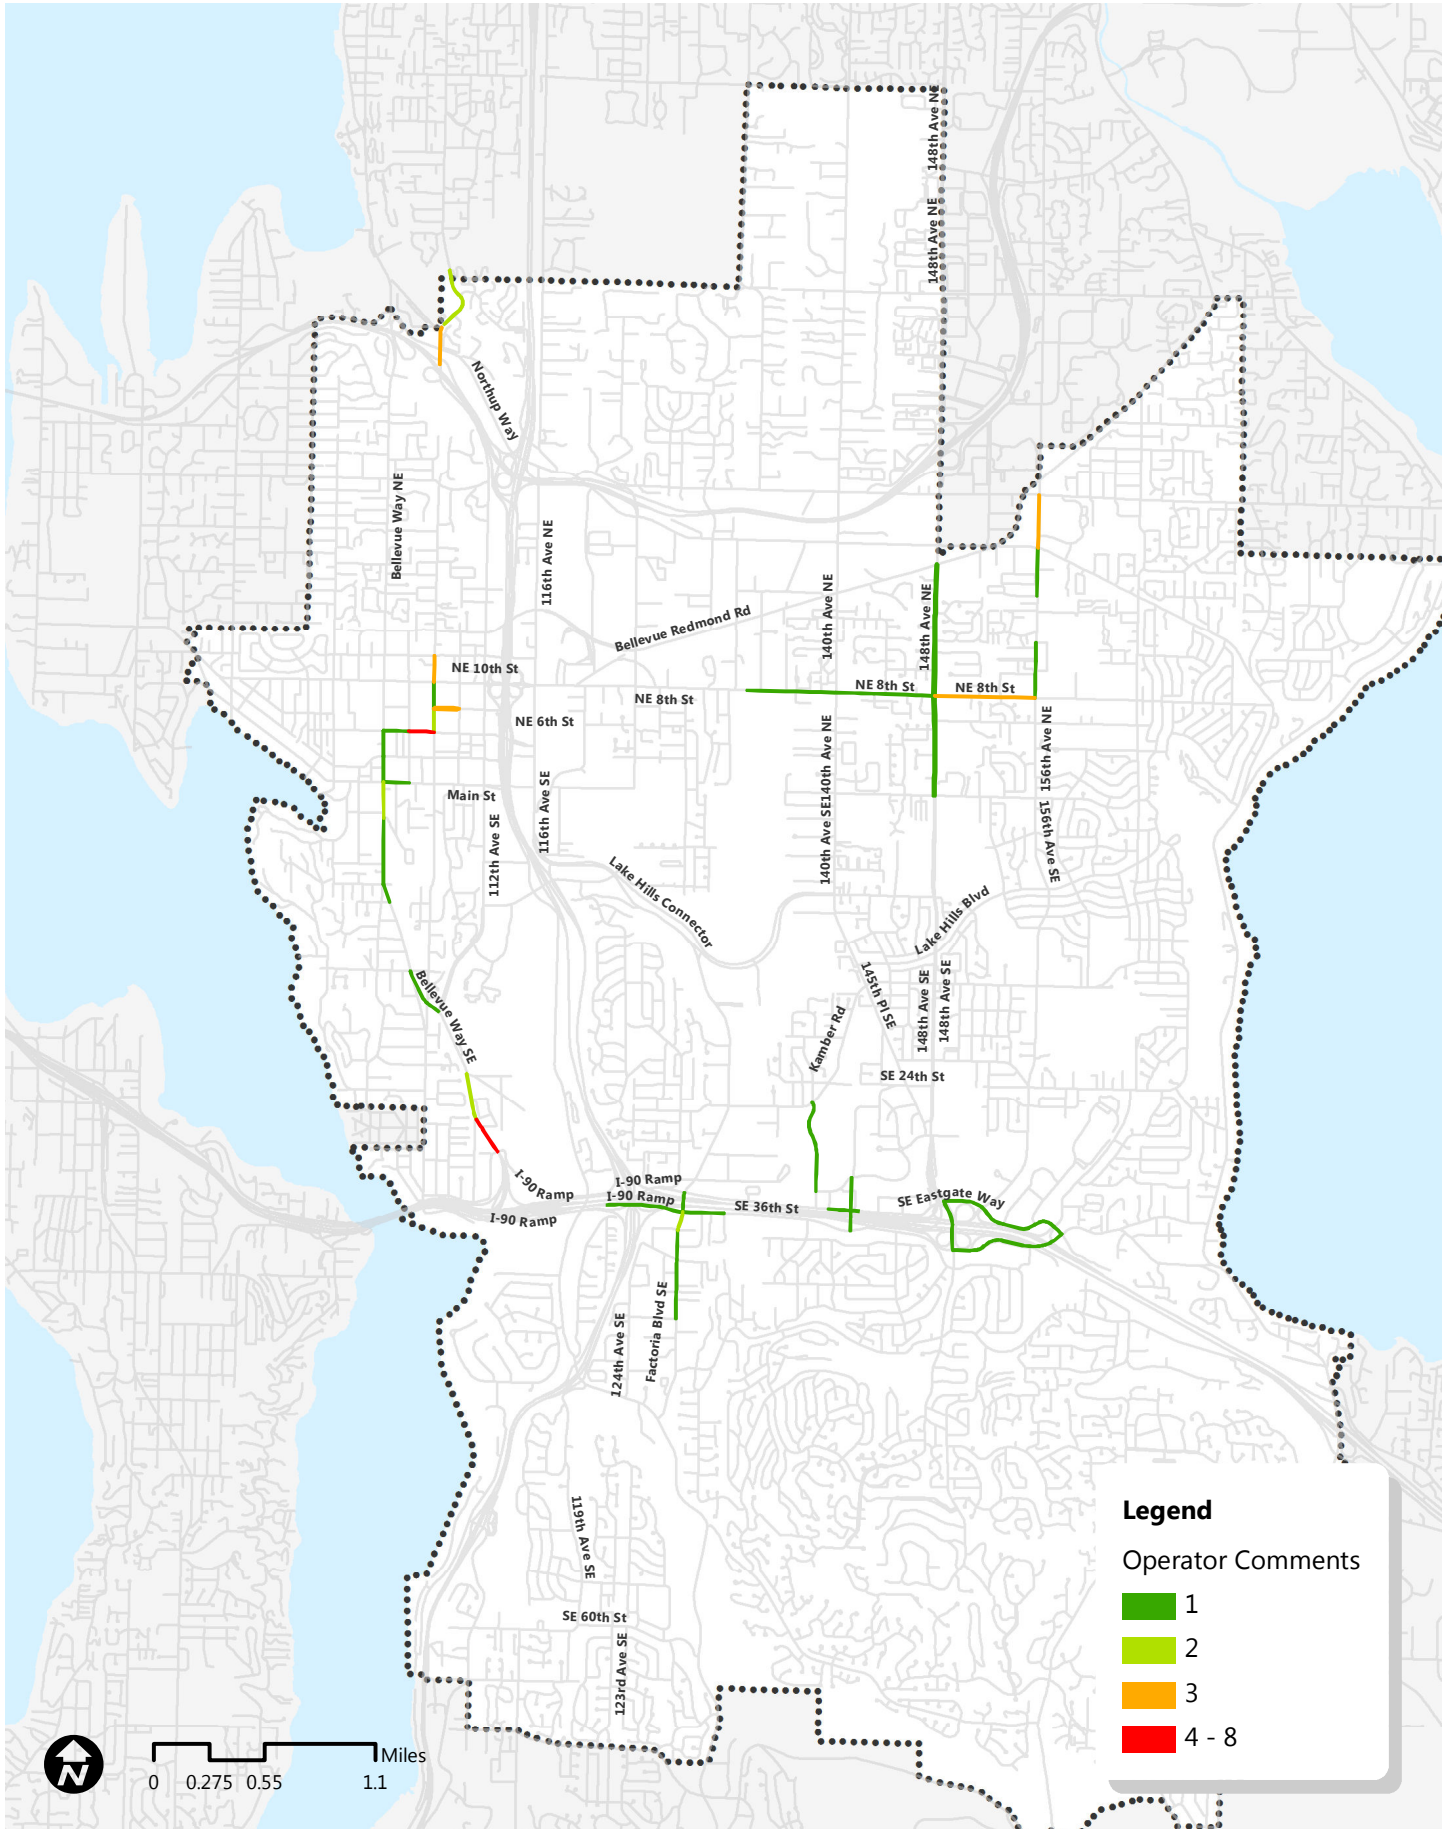 148th Ave NE
148th Ave NE
Northup Way
Bellevue Way NE
116th Ave NE
Bellevue Redmond Rd
140th Ave NE
148th Ave NE
NE 10th St
NE 8th St
NE 8th St
NE 8th St
NE 6th St
140th Ave NE
156th Ave NE
Main St
116th Ave SE
112th Ave SE
140th Ave SE
156th Ave SE
Lake Hills Connector
Lake Hills Blvd
145th Pl SE
148th Ave SE
148th Ave SE
Bellevue Way SE
Kamber Rd
SE 24th St
I-90 Ramp
I-90 Ramp
I-90 Ramp
I-90 Ramp
SE 36th St
SE Eastgate Way
124th Ave SE
Factoria Blvd SE
119th Ave SE
SE 60th St
123rd Ave SE
Legend
Operator Comments
1
2
3
4 - 8
N
Miles
0 0.275 0.55 1.1